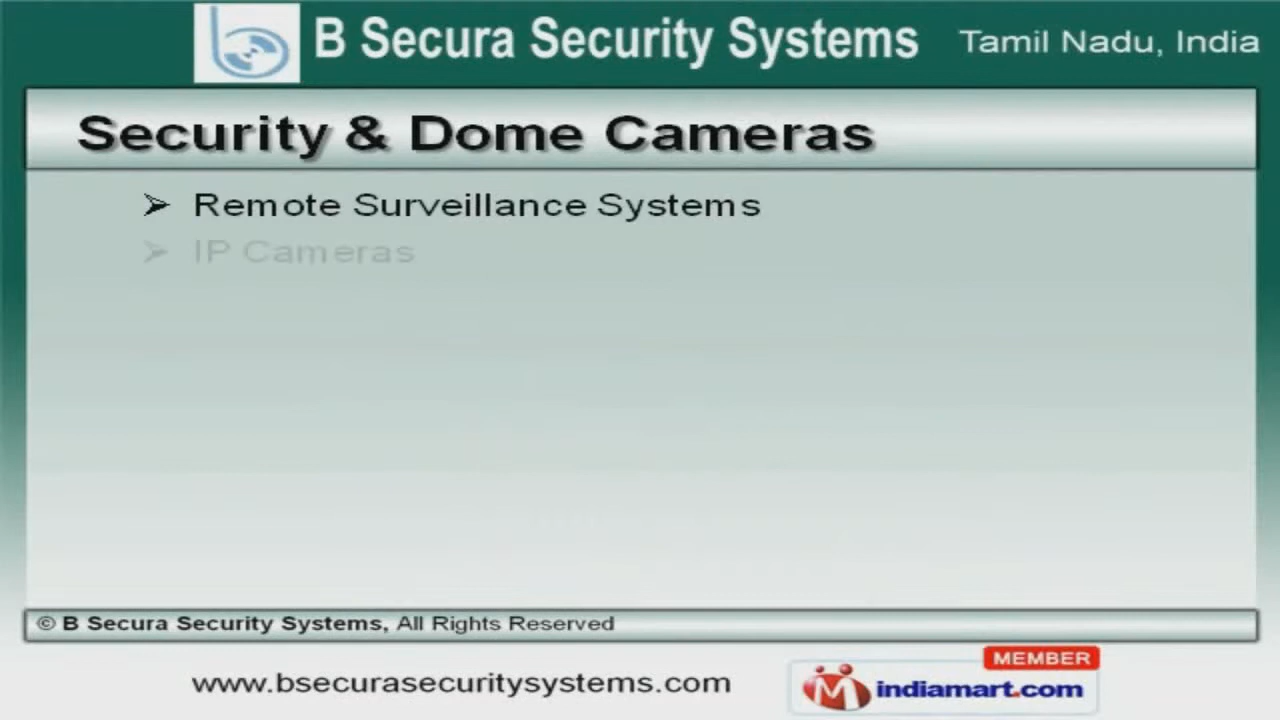 B Secura Security Systems
Tamil Nadu, India
Security & Dome Cameras
➢ Remote Surveillance Systems
➢ IP Cameras
© B Secura Security Systems, All Rights Reserved
www.bsecurasecuritysystems.com
MEMBER
indiamart.com